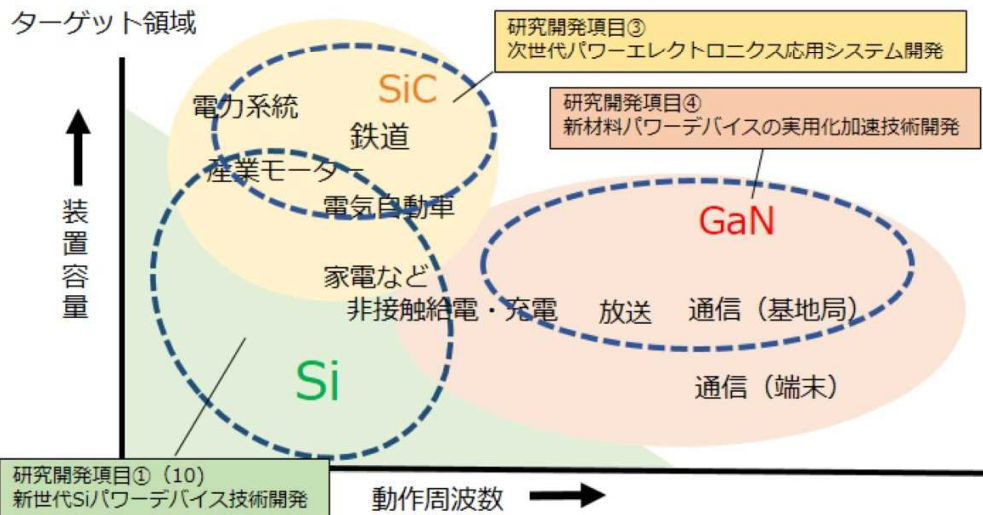 ターゲット領域
研究開発項目③
次世代パワーエレクトロニクス応用システム開発
SiC
研究開発項目④
新材料パワーデバイスの実用化加速技術開発
電力系統
鉄道
産業モーター
電気自動車
装置容量
GaN
家電など
非接触給電・充電
放送
通信（基地局）
Si
通信（端末）
研究開発項目①（10）
新世代Siパワーデバイス技術開発
動作周波数